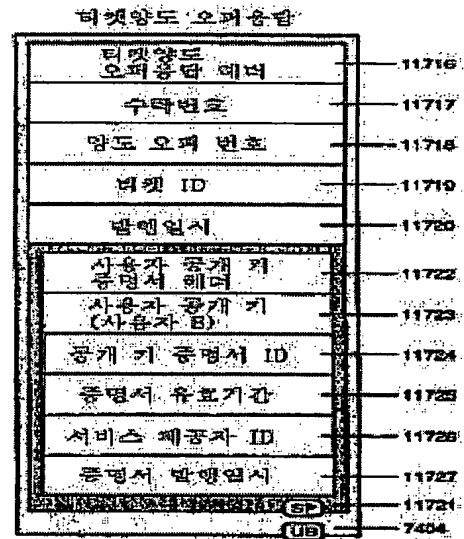 티켓양도 오퍼응답
티켓양도
오퍼응답 헤더
11716
수락번호
11717
양도 오퍼 번호
11718
티켓 ID
11719
발행일시
11720
사용자 공개 키
증명서 헤더
11722
사용자 공개 키
(사용자 B)
11723
공개 키 증명서 ID
11724
증명서 유효기간
11725
서비스 제공자 ID
11726
증명서 발행일시
11727
SP
11721
UB
7404